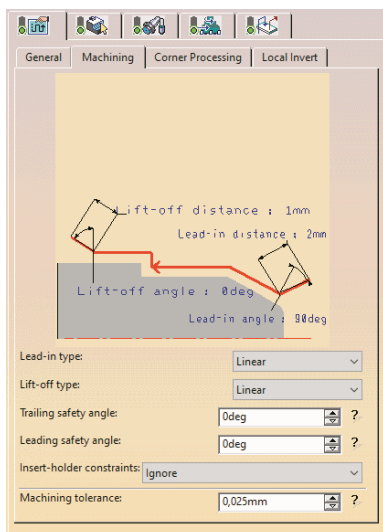 General Machining Corner Processing Local Invert
Lift-off distance : 1mm
Lead-in distance : 2mm
Lift-off angle : 0deg
Lead-in angle : 90deg
Lead-in type: Linear
Lift-off type: Linear
Trailing safety angle: 0deg ?
Leading safety angle: 0deg ?
Insert-holder constraints: Ignore
Machining tolerance: 0,025mm ?